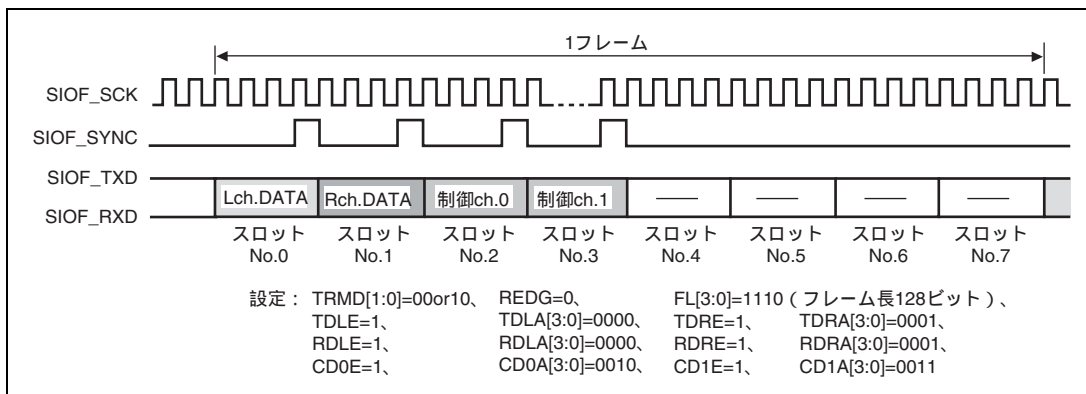 1フレーム
SIOF_SCK
SIOF_SYNC
SIOF_TXD
SIOF_RXD
Lch.DATA Rch.DATA 制御ch.0 制御ch.1 —— —— —— ——
スロット スロット スロット スロット スロット スロット スロット スロット
No.0 No.1 No.2 No.3 No.4 No.5 No.6 No.7
設定： TRMD[1:0]=00or10、 REDG=0、 FL[3:0]=1110（フレーム長128ビット）、
TDLE=1、 TDLA[3:0]=0000、 TDRE=1、 TDRA[3:0]=0001、
RDLE=1、 RDLA[3:0]=0000、 RDRE=1、 RDRA[3:0]=0001、
CD0E=1、 CD0A[3:0]=0010、 CD1E=1、 CD1A[3:0]=0011